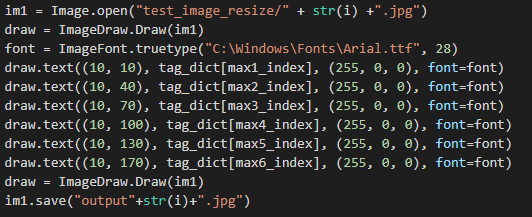 im1 = Image.open("test_image_resize/" + str(i) +".jpg")
draw = ImageDraw.Draw(im1)
font = ImageFont.truetype("C:\Windows\Fonts\Arial.ttf", 28)
draw.text((10, 10), tag_dict[max1_index], (255, 0, 0), font=font)
draw.text((10, 40), tag_dict[max2_index], (255, 0, 0), font=font)
draw.text((10, 70), tag_dict[max3_index], (255, 0, 0), font=font)
draw.text((10, 100), tag_dict[max4_index], (255, 0, 0), font=font)
draw.text((10, 130), tag_dict[max5_index], (255, 0, 0), font=font)
draw.text((10, 170), tag_dict[max6_index], (255, 0, 0), font=font)
draw = ImageDraw.Draw(im1)
im1.save("output"+str(i)+".jpg")